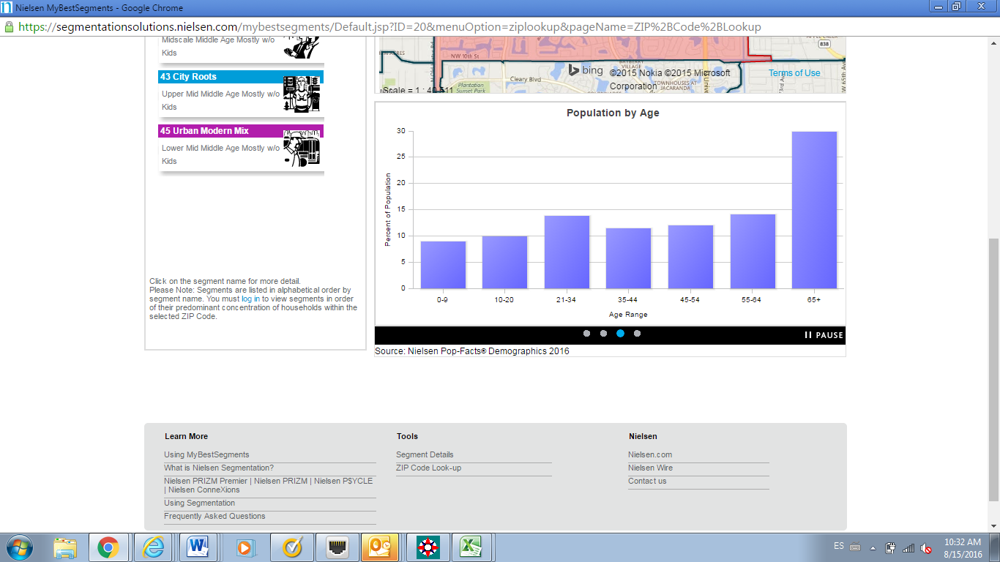 Nielsen MyBestSegments - Google Chrome
https://segmentationsolutions.nielsen.com/mybestsegments/Default.jsp?ID=20&menuOption=ziplookup&pageName=ZIP%2BCode%2BLookup
Midscale Middle Age Mostly w/o
Kids
43 City Roots
Upper Mid Middle Age Mostly w/o
Kids
45 Urban Modern Mix
Lower Mid Middle Age Mostly w/o
Kids
Click on the segment name for more detail.
Please Note: Segments are listed in alphabetical order by
segment name. You must log in to view segments in order
of their predominant concentration of households within the
selected ZIP Code.
NW 10th St
Cleary Blvd
Plantation
Sunset Park
VILLAGE
838
bing
©2015 Nokia ©2015 Microsoft
Corporation
TOWNHOUSES AT
JACARANDA
Terms of Use
W 65th Av
Scale = 1 : 40,511
Population by Age
Percent of Population
30
25
20
15
10
5
0
0-9 10-20 21-34 35-44 45-54 55-64 65+
Age Range
PAUSE
Source: Nielsen Pop-Facts® Demographics 2016
Learn More
Using MyBestSegments
What is Nielsen Segmentation?
Nielsen PRIZM Premier | Nielsen PRIZM | Nielsen P$YCLE
| Nielsen ConneXions
Using Segmentation
Frequently Asked Questions
Tools
Segment Details
ZIP Code Look-up
Nielsen
Nielsen.com
Nielsen Wire
Contact us
ES
10:32 AM
8/15/2016